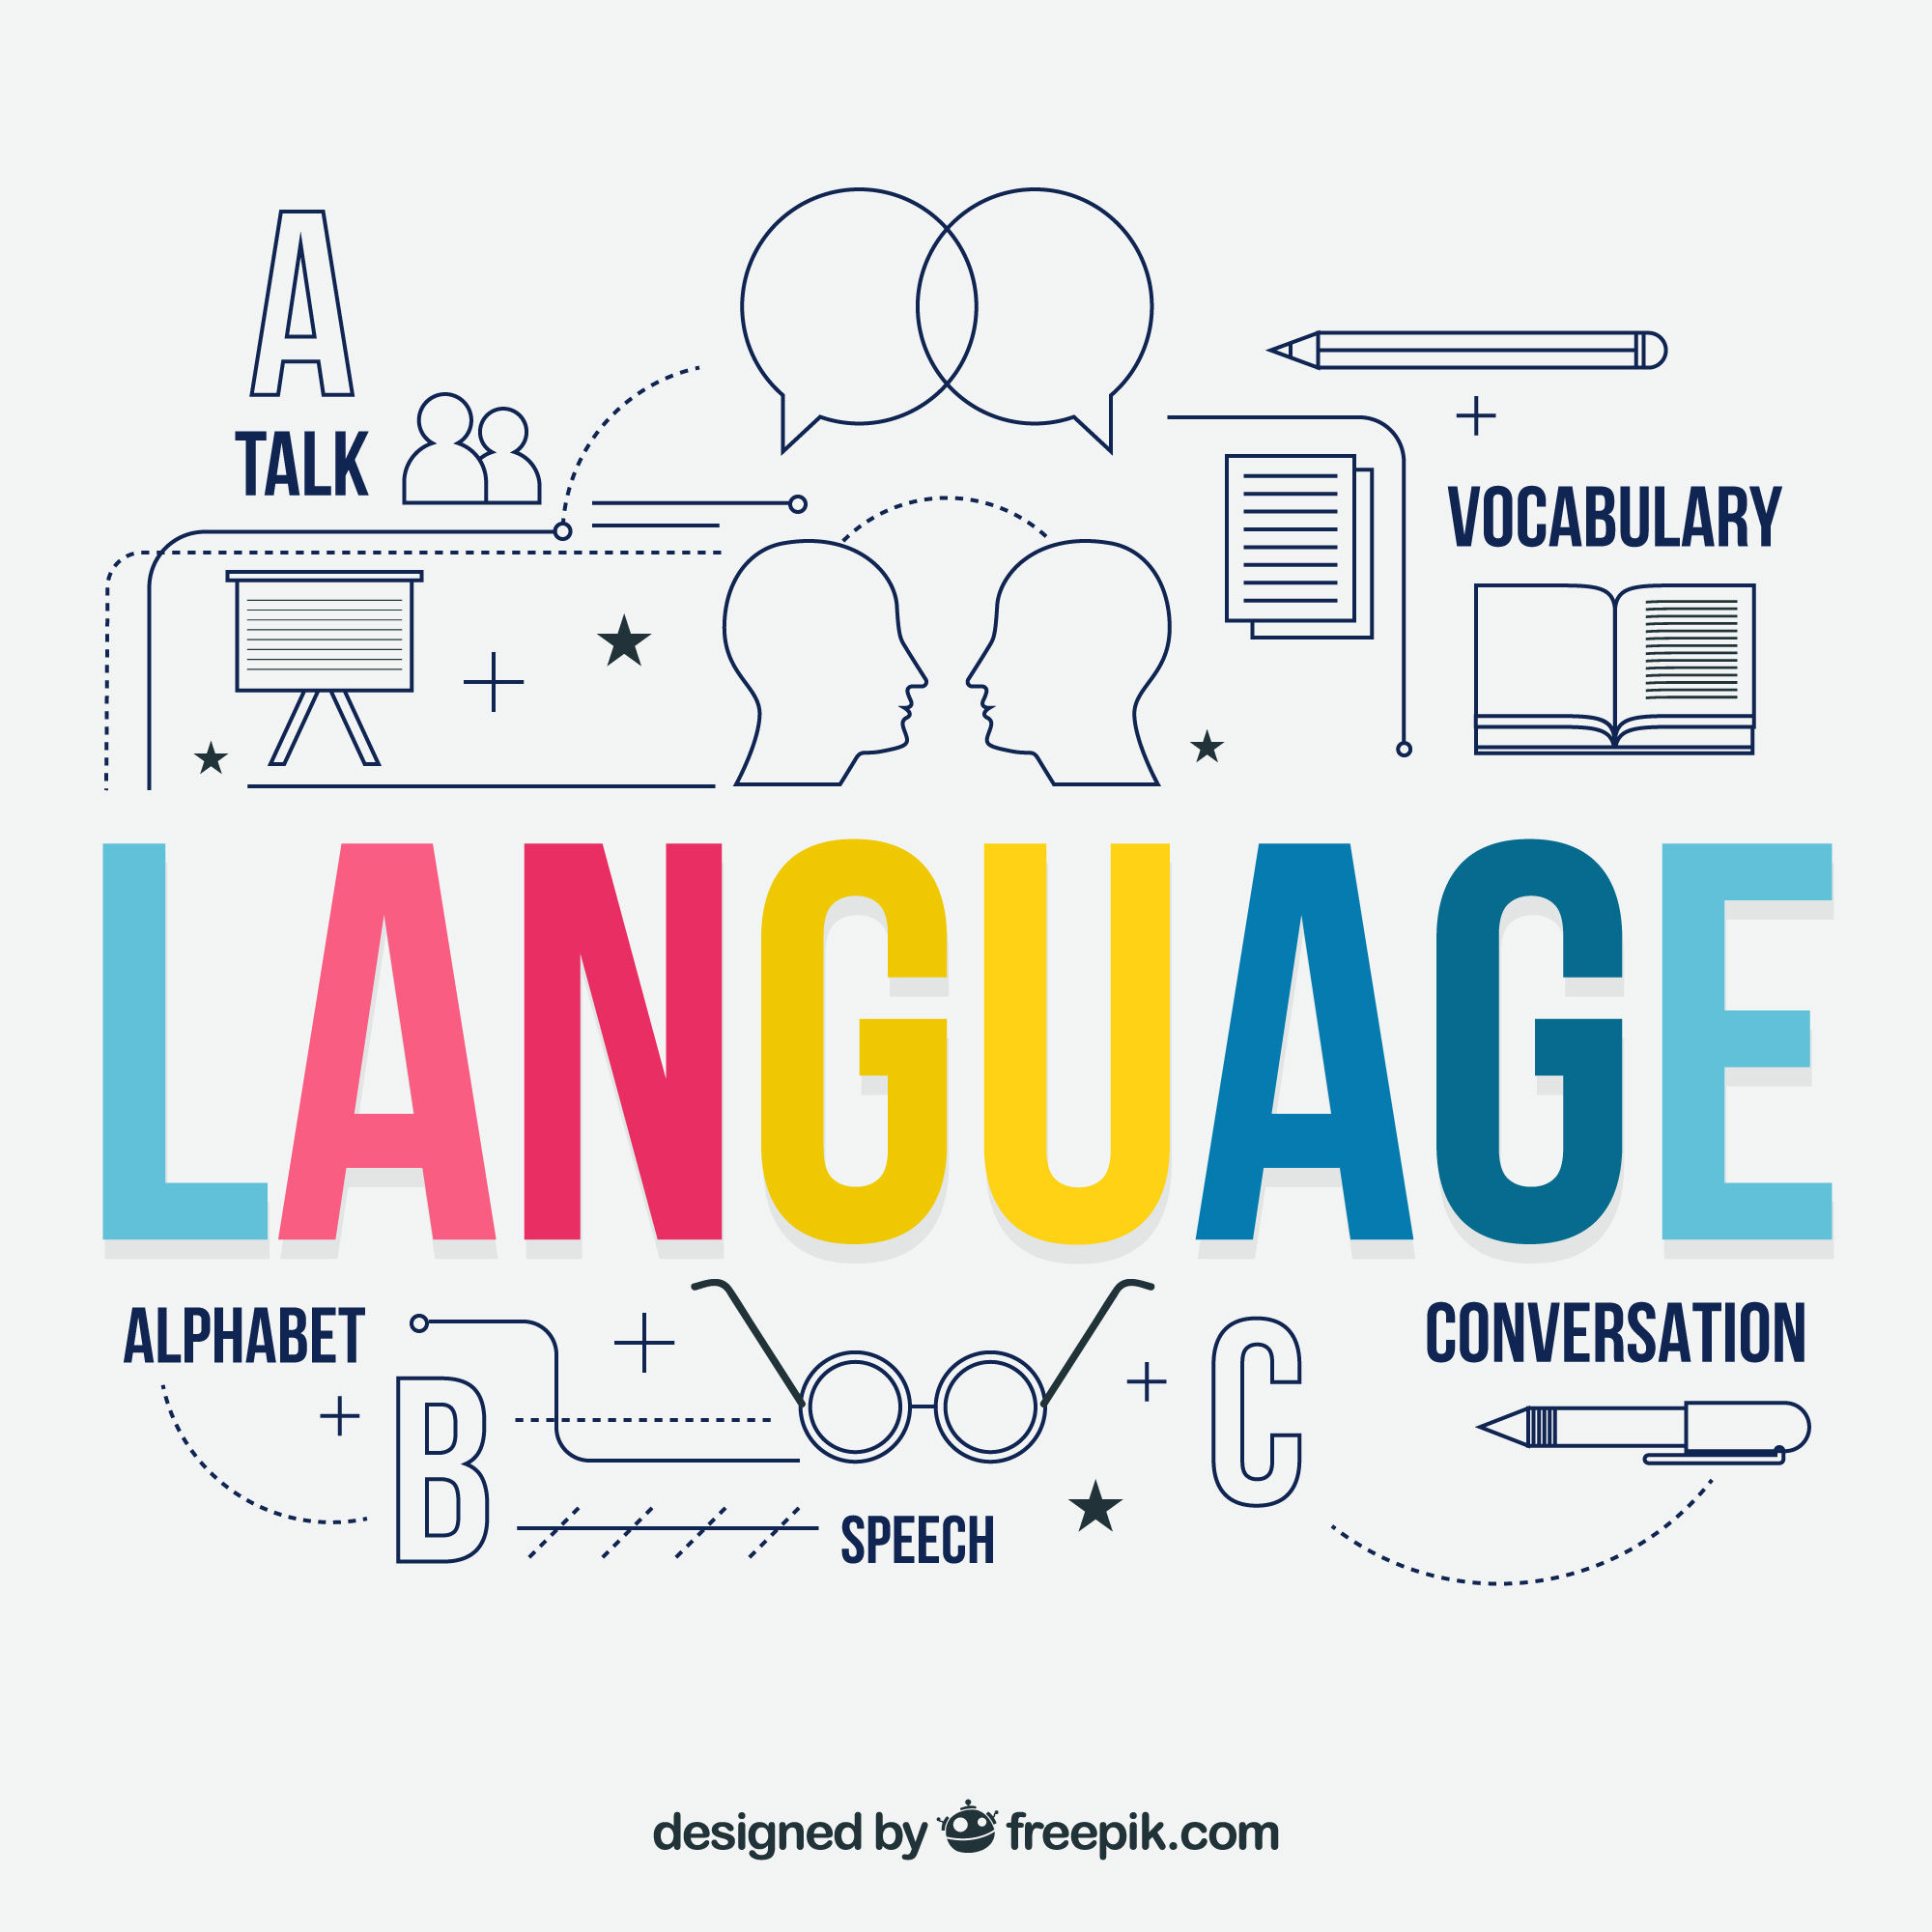 A
TALK
VOCABULARY
LANGUAGE
ALPHABET
B
C
CONVERSATION
SPEECH
designed by freepik.com